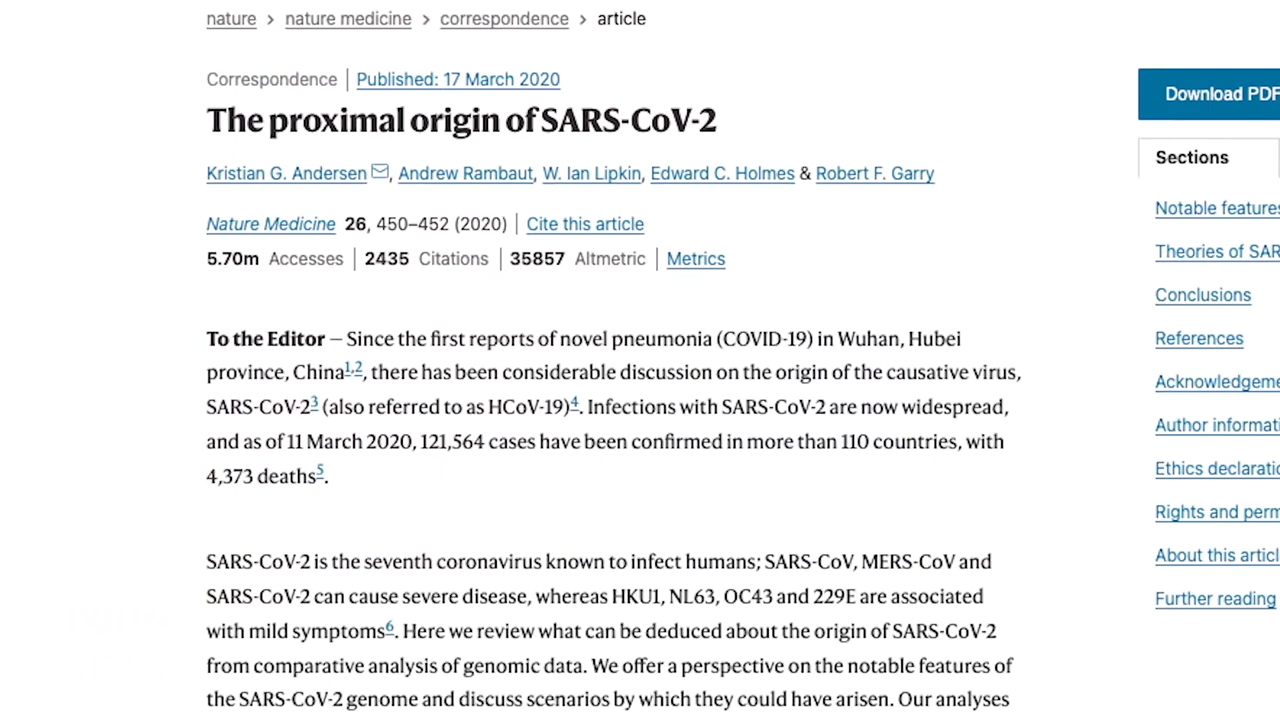 nature > nature medicine > correspondence > article
Correspondence | Published: 17 March 2020
The proximal origin of SARS-CoV-2
Kristian G. Andersen, Andrew Rambaut, W. Ian Lipkin, Edward C. Holmes & Robert F. Garry
Nature Medicine 26, 450–452 (2020) | Cite this article
5.70m Accesses | 2435 Citations | 35857 Altmetric | Metrics
To the Editor — Since the first reports of novel pneumonia (COVID-19) in Wuhan, Hubei
province, China1,2, there has been considerable discussion on the origin of the causative virus,
SARS-CoV-23 (also referred to as HCoV-19)4. Infections with SARS-CoV-2 are now widespread,
and as of 11 March 2020, 121,564 cases have been confirmed in more than 110 countries, with
4,373 deaths5.
SARS-CoV-2 is the seventh coronavirus known to infect humans; SARS-CoV, MERS-CoV and
SARS-CoV-2 can cause severe disease, whereas HKU1, NL63, OC43 and 229E are associated
with mild symptoms6. Here we review what can be deduced about the origin of SARS-CoV-2
from comparative analysis of genomic data. We offer a perspective on the notable features of
the SARS-CoV-2 genome and discuss scenarios by which they could have arisen. Our analyses
Download PDF
Sections
Notable features
Theories of SAR
Conclusions
References
Acknowledgeme
Author informati
Ethics declaratio
Rights and perm
About this articl
Further reading